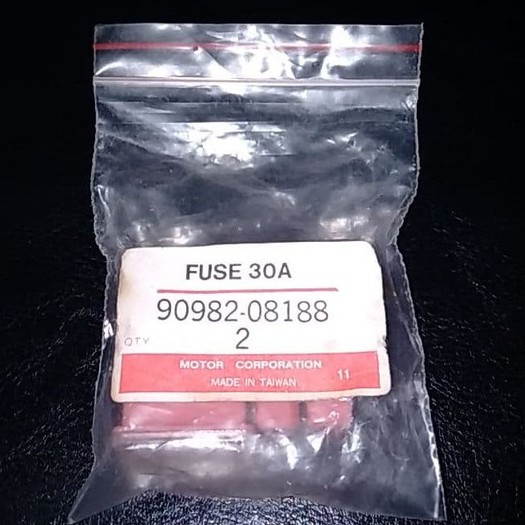 FUSE 30A
90982-08188
QTY 2
MOTOR CORPORATION
MADE IN TAIWAN 11